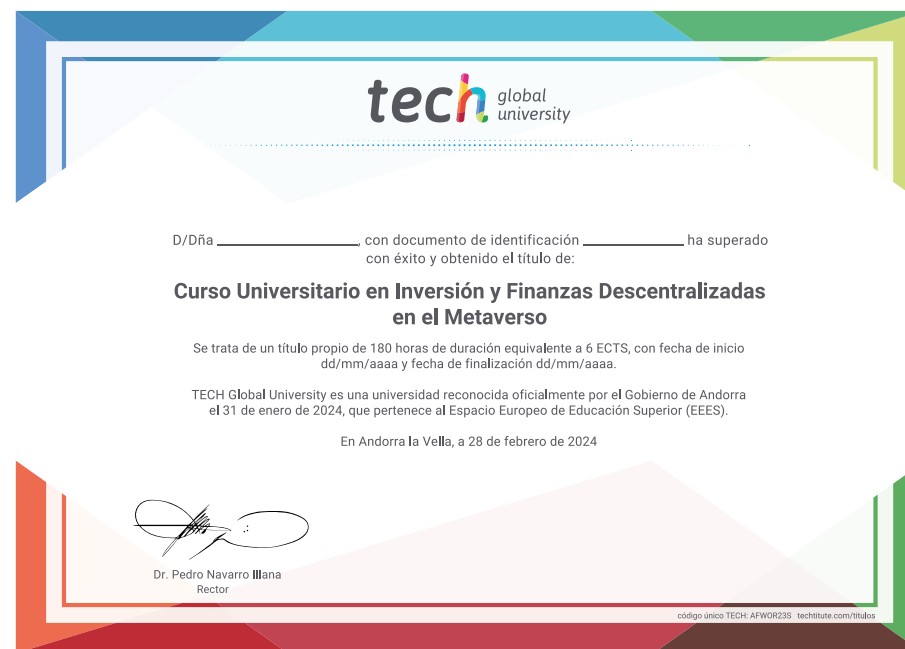 tech global university
D/Dña ____________________, con documento de identificación ______________ ha superado
con éxito y obtenido el título de:
Curso Universitario en Inversión y Finanzas Descentralizadas
en el Metaverso
Se trata de un título propio de 180 horas de duración equivalente a 6 ECTS, con fecha de inicio
dd/mm/aaaa y fecha de finalización dd/mm/aaaa.
TECH Global University es una universidad reconocida oficialmente por el Gobierno de Andorra
el 31 de enero de 2024, que pertenece al Espacio Europeo de Educación Superior (EEES).
En Andorra la Vella, a 28 de febrero de 2024
Dr. Pedro Navarro Illana
Rector
código único TECH: AFWOR23S techtitute.com/titulos